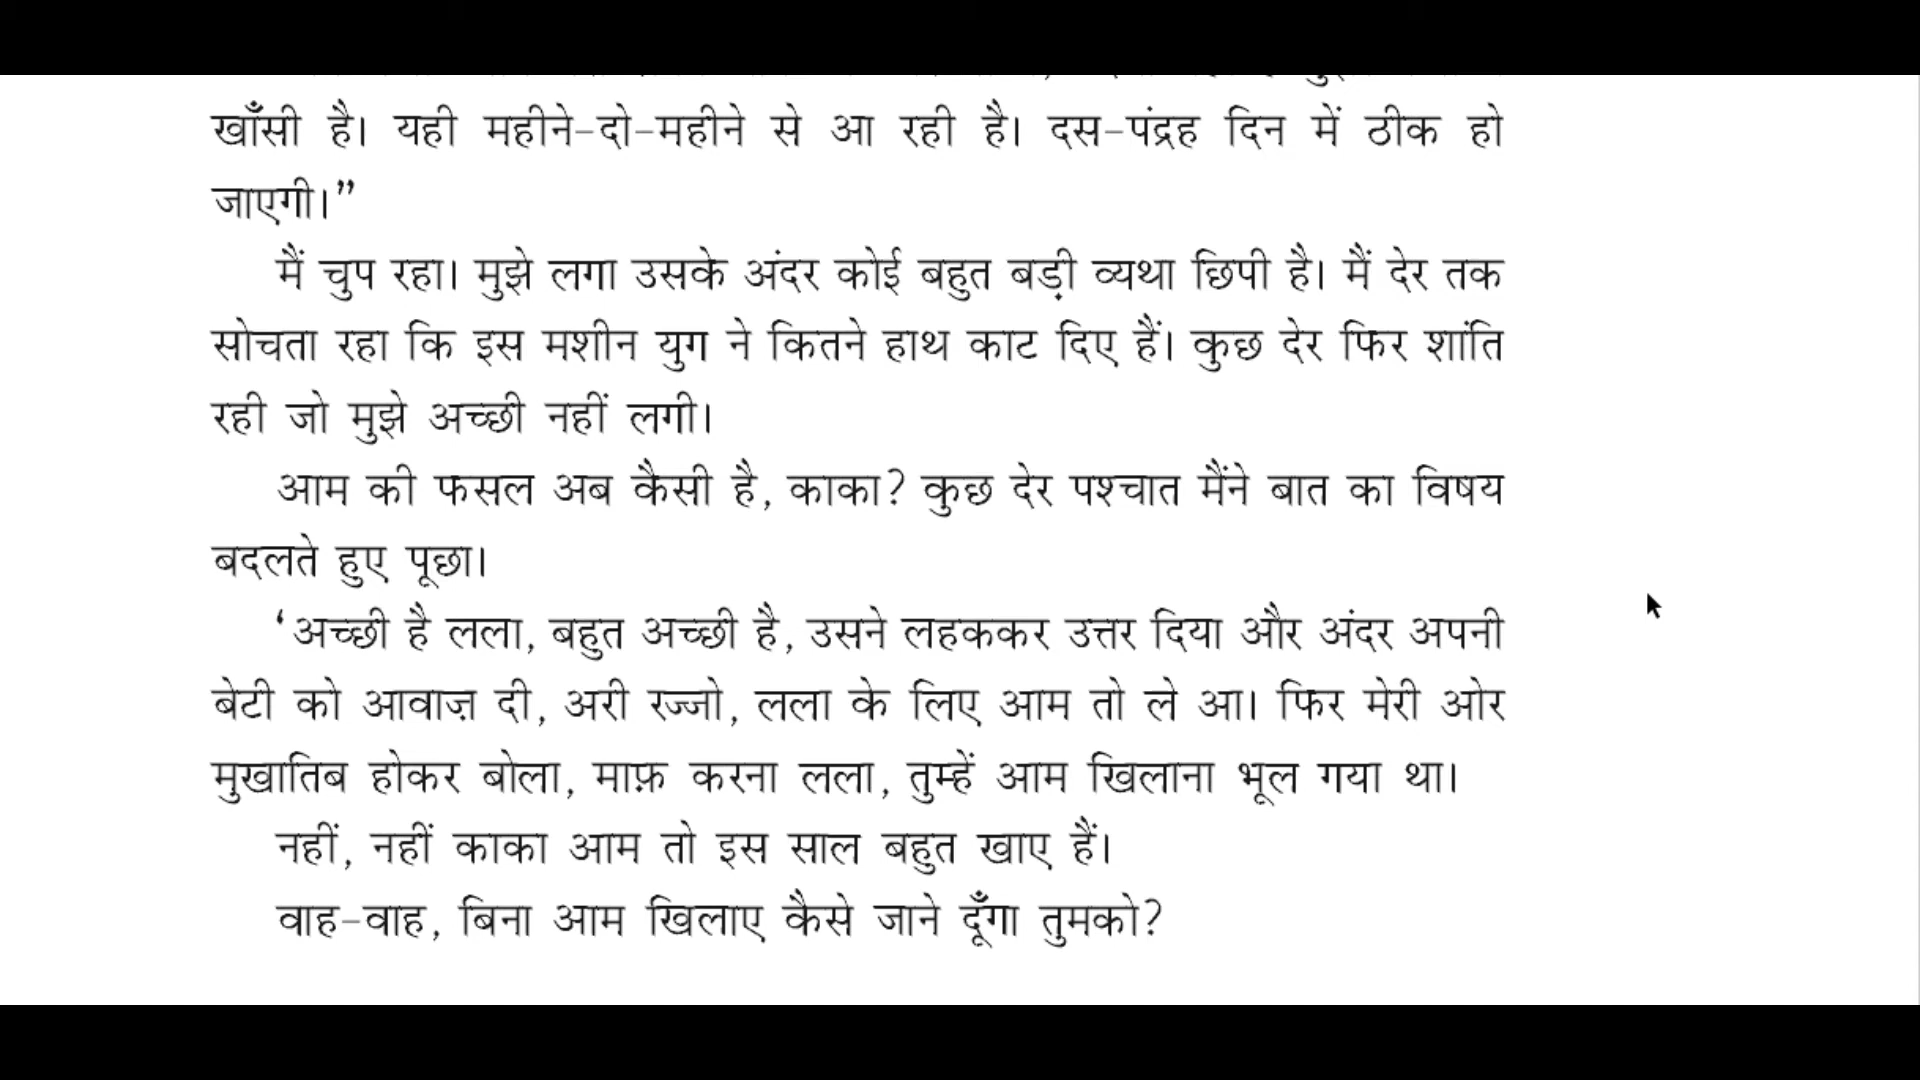 खाँसी है। यही महीने-दो-महीने से आ रही है। दस-पंद्रह दिन में ठीक हो
जाएगी।”
मैं चुप रहा। मुझे लगा उसके अंदर कोई बहुत बड़ी व्यथा छिपी है। मैं देर तक
सोचता रहा कि इस मशीन युग ने कितने हाथ काट दिए हैं। कुछ देर फिर शांति
रही जो मुझे अच्छी नहीं लगी।
आम की फसल अब कैसी है, काका? कुछ देर पश्चात मैंने बात का विषय
बदलते हुए पूछा।
‘अच्छी है लला, बहुत अच्छी है, उसने लहककर उत्तर दिया और अंदर अपनी
बेटी को आवाज़ दी, अरी रज्जो, लला के लिए आम तो ले आ। फिर मेरी ओर
मुखातिब होकर बोला, माफ़ करना लला, तुम्हें आम खिलाना भूल गया था।
नहीं, नहीं काका आम तो इस साल बहुत खाए हैं।
वाह-वाह, बिना आम खिलाए कैसे जाने दूँगा तुमको?